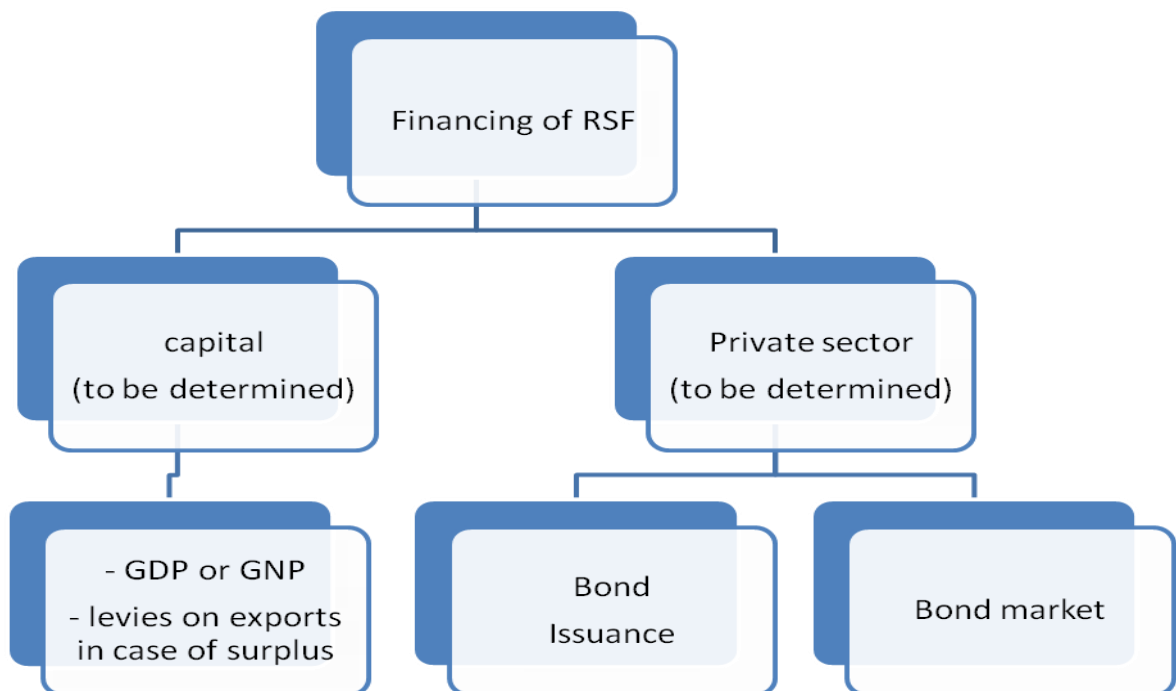 Financing of RSF
capital
(to be determined)
Private sector
(to be determined)
- GDP or GNP
- levies on exports
in case of surplus
Bond
Issuance
Bond market